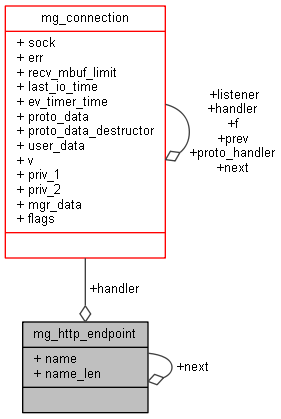 mg_connection
+ sock
+ err
+ recv_mbuf_limit
+ last_io_time
+ ev_timer_time
+ proto_data
+ proto_data_destructor
+ user_data
+ v
+ priv_1
+ priv_2
+ mgr_data
+ flags
+listener
+handler
+f
+prev
+proto_handler
+next
+handler
mg_http_endpoint
+ name
+ name_len
+next